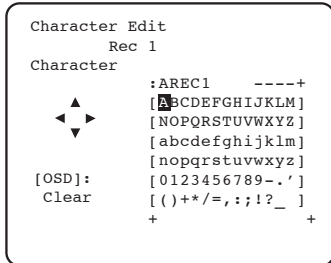 Character Edit
Rec 1
Character
:AREC1 ----+
[ABCDEFGHIJKLM]
[NOPQRSTUVWXYZ]
[abcdefghijklm]
[nopqrstuvwxyz]
[OSD]: [0123456789-.']
Clear [()+*/=,:;!?_ ]
+ +